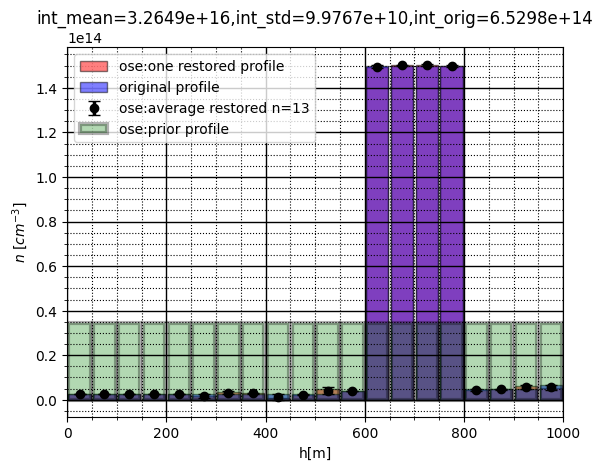 int_mean=3.2649e+16,int_std=9.9767e+10,int_orig=6.5298e+14
1e14
ose:one restored profile
original profile
ose:average restored n=13
ose:prior profile
1.4
1.2
1.0
0.8
0.6
0.4
0.2
0.0
n [cm⁻³]
0 200 400 600 800 1000
h[m]